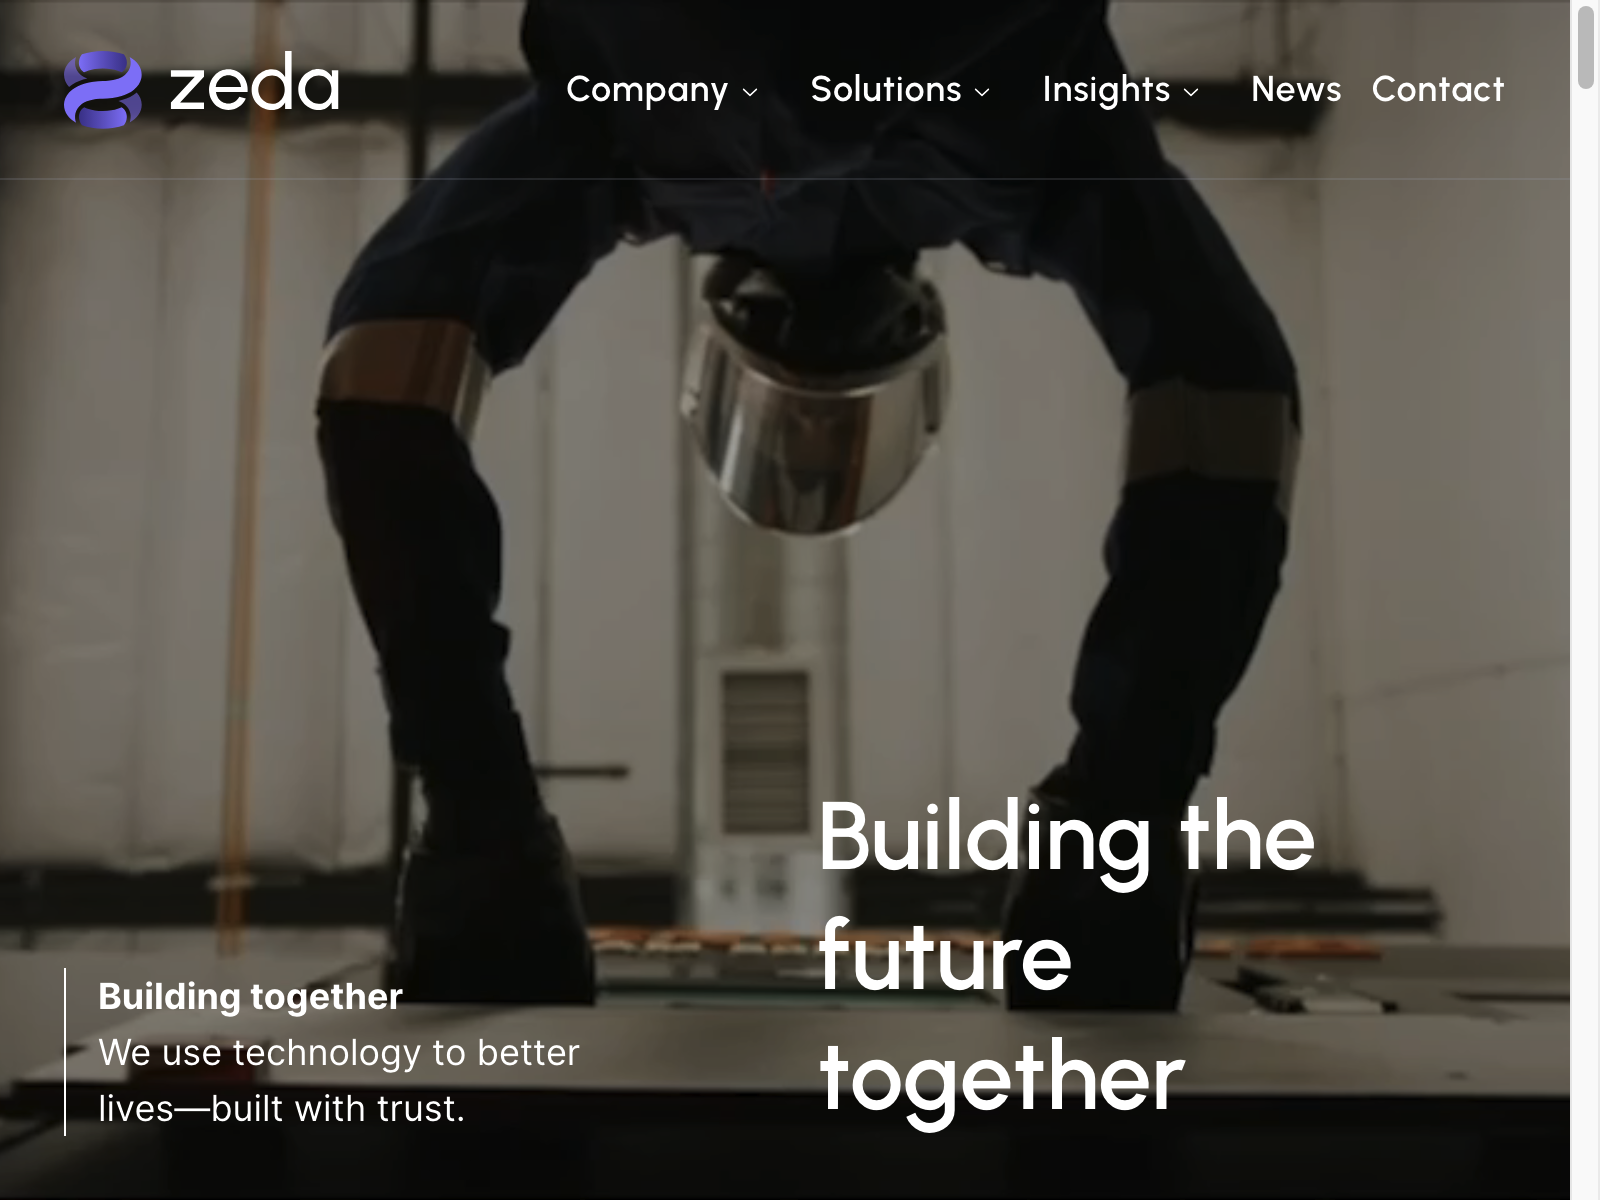 zeda
Company
Solutions
Insights
News
Contact
Building the
future
together
Building together
We use technology to better
lives—built with trust.